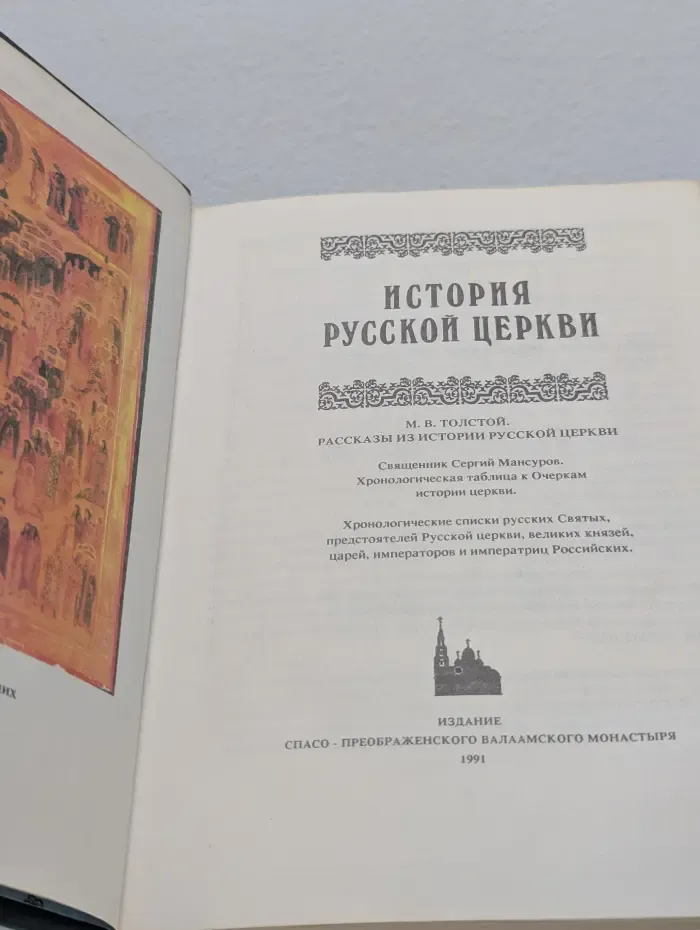 ИСТОРИЯ
РУССКОЙ ЦЕРКВИ
М. В. ТОЛСТОЙ.
РАССКАЗЫ ИЗ ИСТОРИИ РУССКОЙ ЦЕРКВИ
Священник Сергий Мансуров.
Хронологическая таблица к Очеркам
истории церкви.
Хронологические списки русских Святых,
предстоятелей Русской церкви, великих князей,
царей, императоров и императриц Российских.
ИЗДАНИЕ
СПАСО - ПРЕОБРАЖЕНСКОГО ВАЛААМСКОГО МОНАСТЫРЯ
1991